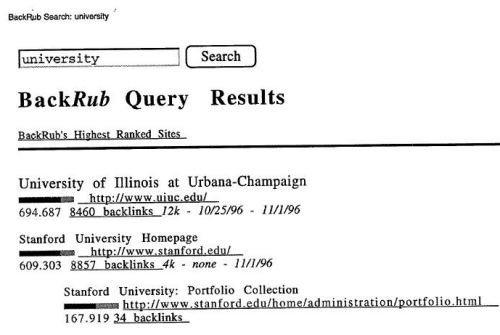 BackRub Search: university
university Search
BackRub Query Results
BackRub's Highest Ranked Sites
University of Illinois at Urbana-Champaign
http://www.uiuc.edu/
694.687 8460 backlinks 12k - 10/25/96 - 11/1/96
Stanford University Homepage
http://www.stanford.edu/
609.303 8857 backlinks 4k - none - 11/1/96
Stanford University: Portfolio Collection
http://www.stanford.edu/home/administration/portfolio.html
167.919 34 backlinks